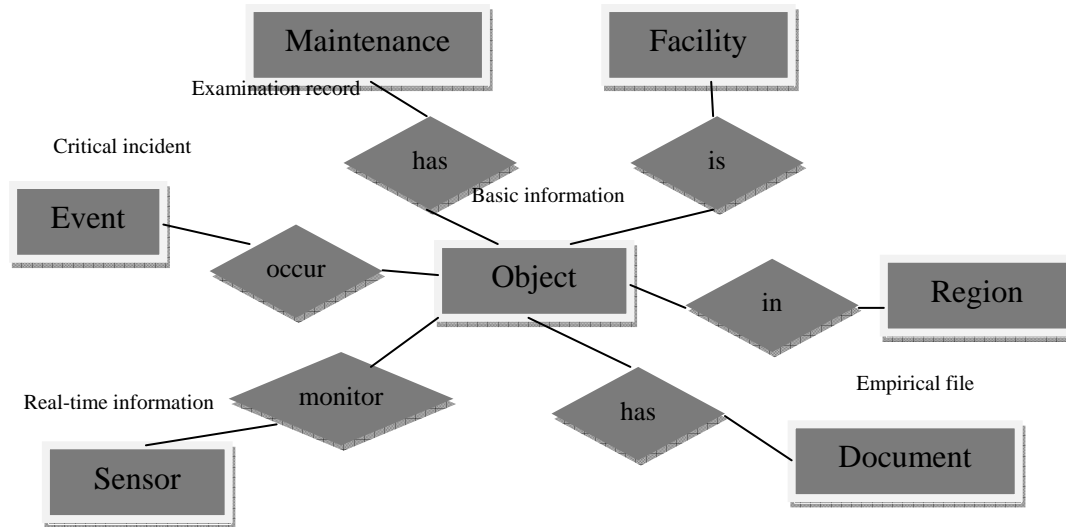 Maintenance
Facility
Examination record
Critical incident
has
is
Basic information
Event
occur
Object
in
Region
Real-time information
monitor
has
Empirical file
Sensor
Document